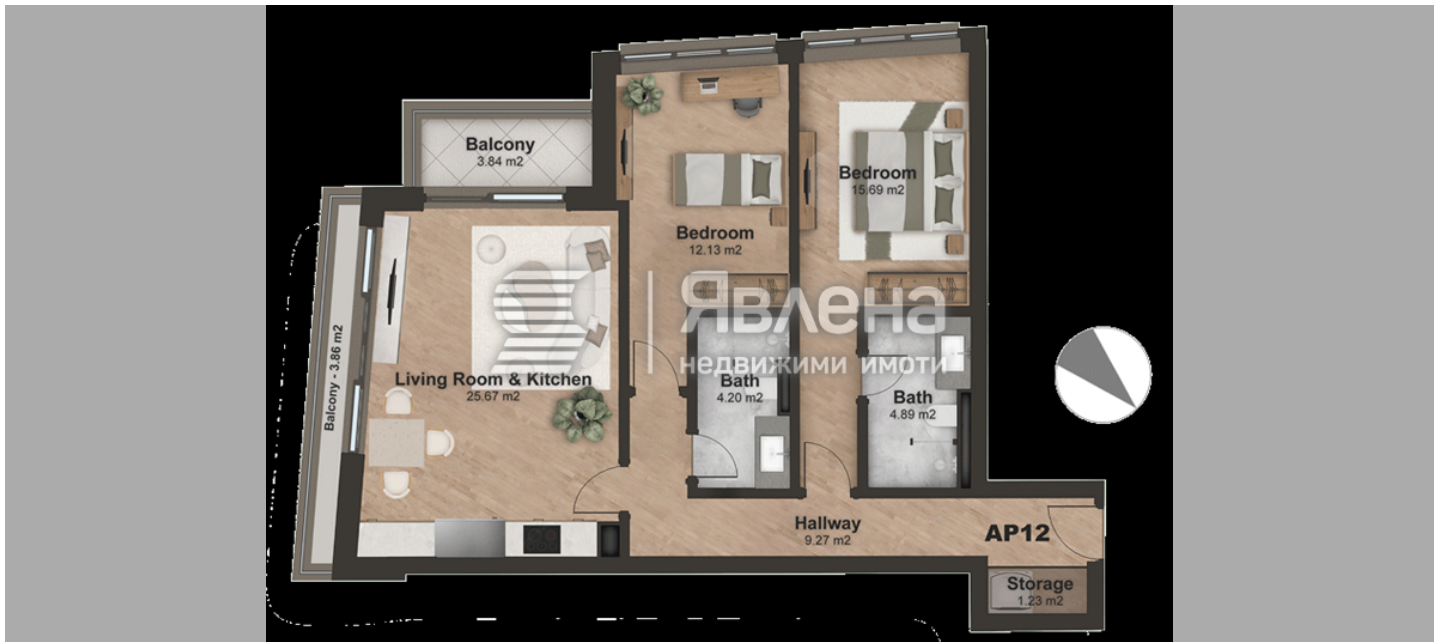 Balcony
3.84 m2
Bedroom
15.69 m2
Bedroom
12.13 m2
Явлена
недвижими имоти
Balcony - 3.86 m2
Living Room & Kitchen
25.67 m2
Bath
4.20 m2
Bath
4.89 m2
Hallway
9.27 m2
AP12
Storage
1.23 m2